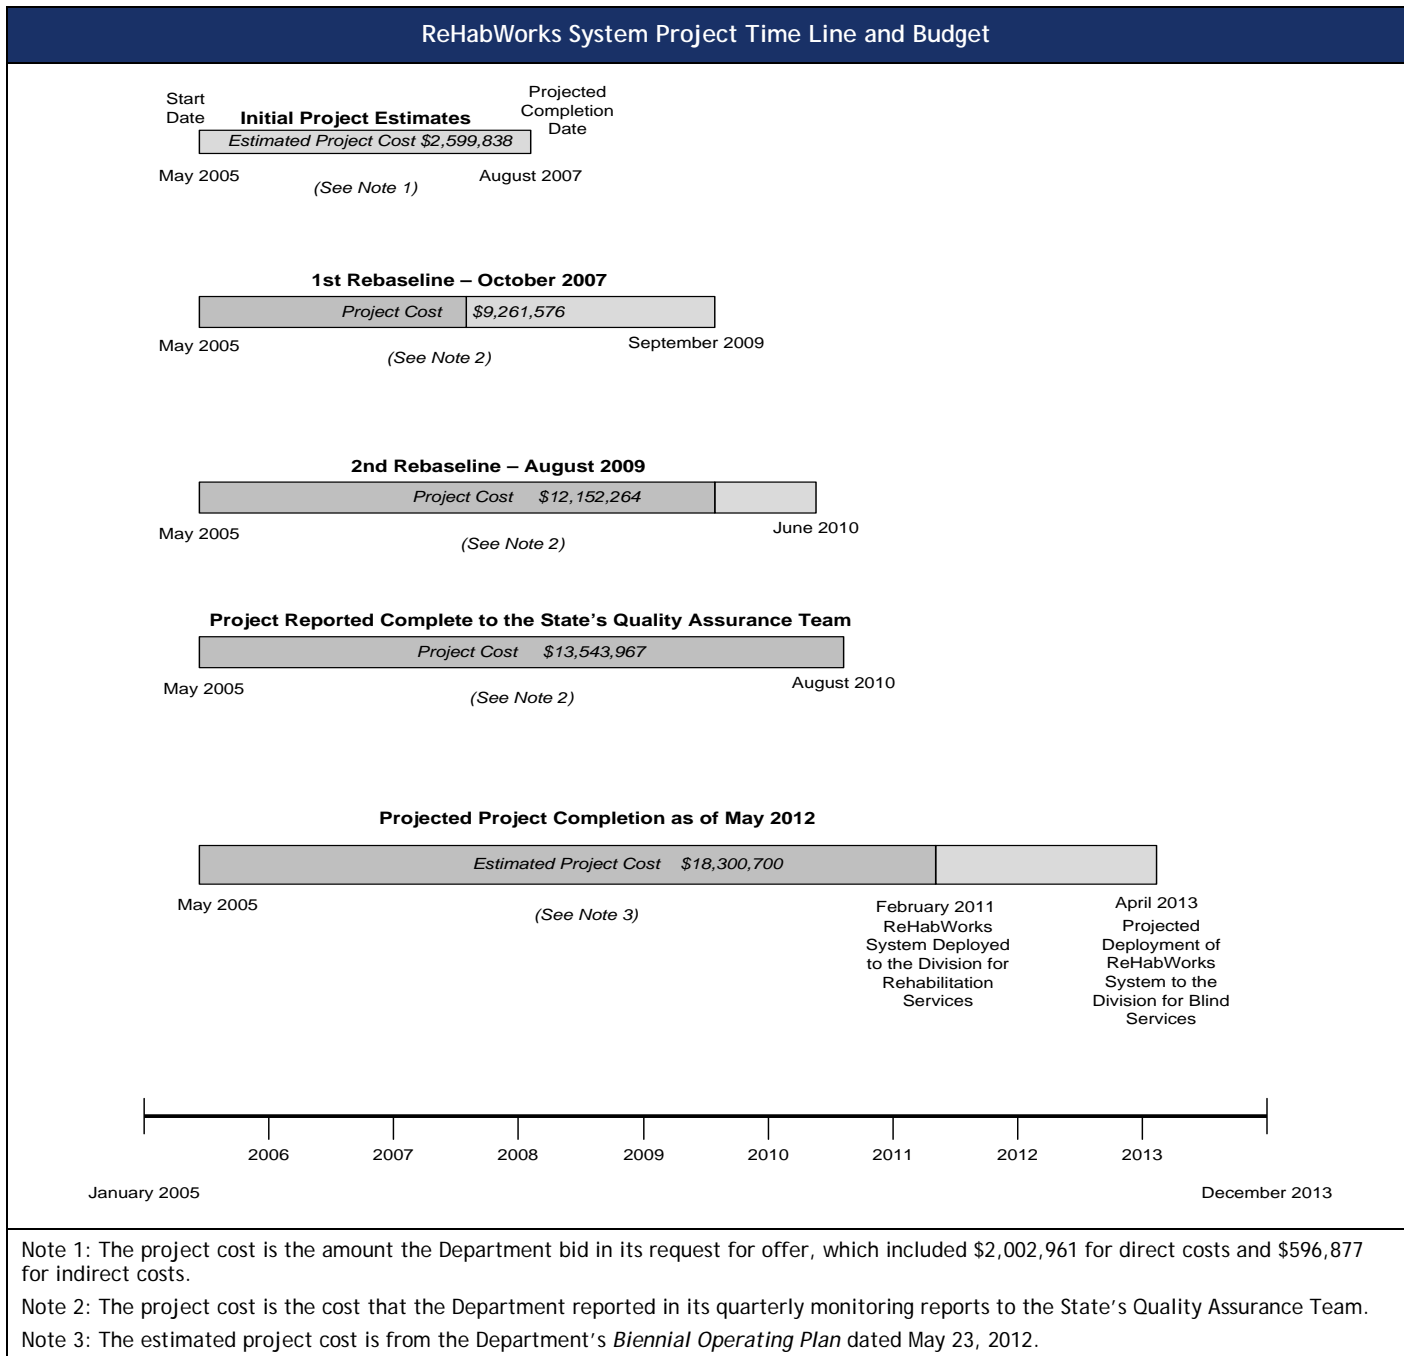 ReHabWorks System Project Time Line and Budget
Start
Date
Initial Project Estimates
Projected
Completion
Date
Estimated Project Cost $2,599,838
May 2005
(See Note 1)
August 2007
1st Rebaseline – October 2007
Project Cost $9,261,576
May 2005
(See Note 2)
September 2009
2nd Rebaseline – August 2009
Project Cost $12,152,264
May 2005
(See Note 2)
June 2010
Project Reported Complete to the State's Quality Assurance Team
Project Cost $13,543,967
May 2005
(See Note 2)
August 2010
Projected Project Completion as of May 2012
Estimated Project Cost $18,300,700
May 2005
(See Note 3)
February 2011
ReHabWorks
System Deployed
to the Division for
Rehabilitation
Services
April 2013
Projected
Deployment of
ReHabWorks
System to the
Division for Blind
Services
2006 2007 2008 2009 2010 2011 2012 2013
January 2005 December 2013
Note 1: The project cost is the amount the Department bid in its request for offer, which included $2,002,961 for direct costs and $596,877
for indirect costs.
Note 2: The project cost is the cost that the Department reported in its quarterly monitoring reports to the State's Quality Assurance Team.
Note 3: The estimated project cost is from the Department's Biennial Operating Plan dated May 23, 2012.